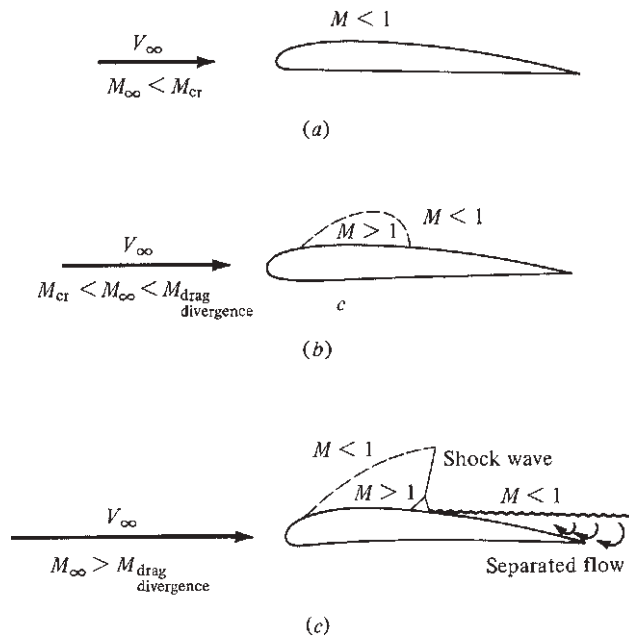 M < 1
V∞
M∞ < Mcr
(a)
M < 1
M > 1
V∞
Mcr < M∞ < Mdrag divergence
c
(b)
M < 1
Shock wave
M > 1
M < 1
V∞
M∞ > Mdrag divergence
Separated flow
(c)